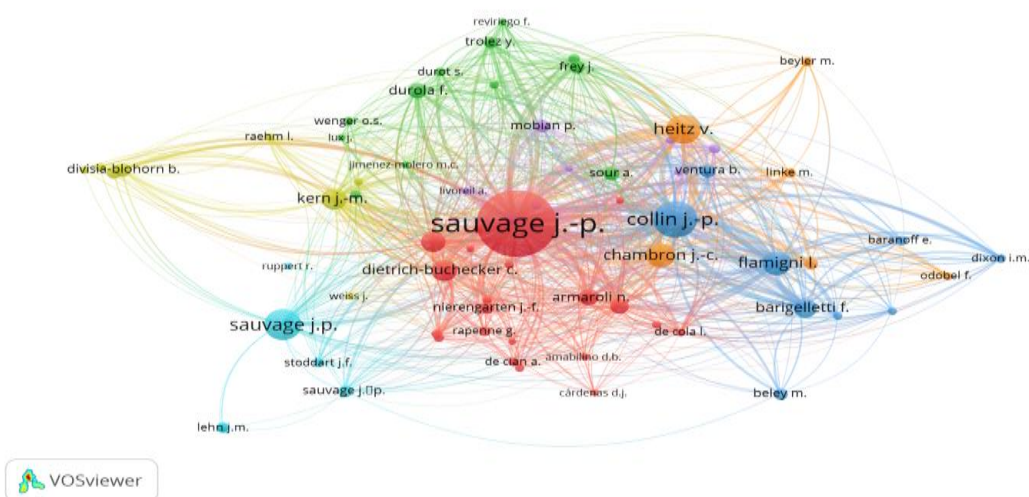 reviriego f.
trolez y.
beyler m.
frey j.
durot s.
durola f.
wenger o.s.
mobian p.
heitz v.
raehm l.
lux j.
divisia-blohorn b.
jimenez-molero m.c.
sour a.
ventura b.
linke m.
livoreil a.
kern j.-m.
sauvage j.-p.
collin j.-p.
baranoff e.
chambron j.-c.
flamigni l.
dixon i.m.
ruppert r.
dietrich-buchecker c.
odobel f.
weiss j.
armaroli n.
nierengarten j.-f.
barigelletti f.
sauvage j.p.
rapenne g.
de cola l.
stoddart j.f.
de cian a.
amabilino d.b.
sauvage j.▯p.
cárdenas d.j.
beley m.
lehn j.m.
VOSviewer